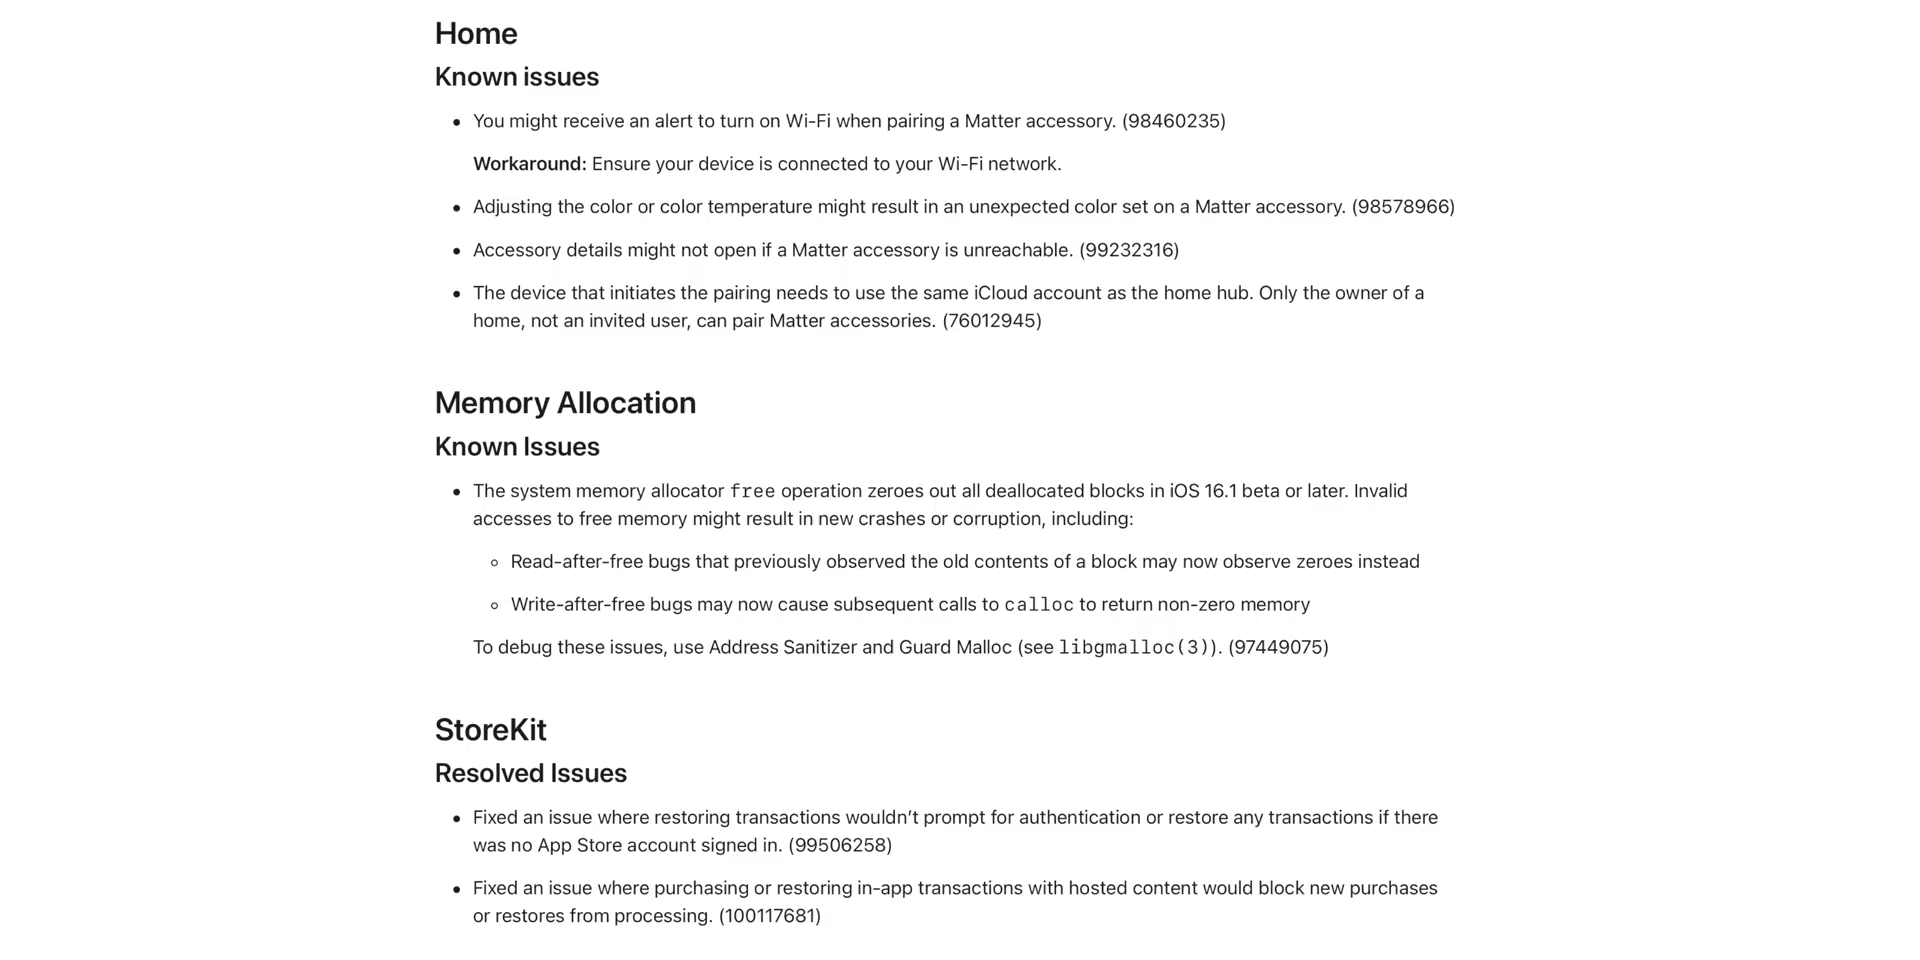 Home
Known issues
• You might receive an alert to turn on Wi-Fi when pairing a Matter accessory. (98460235)
Workaround: Ensure your device is connected to your Wi-Fi network.
• Adjusting the color or color temperature might result in an unexpected color set on a Matter accessory. (98578966)
• Accessory details might not open if a Matter accessory is unreachable. (99232316)
• The device that initiates the pairing needs to use the same iCloud account as the home hub. Only the owner of a
home, not an invited user, can pair Matter accessories. (76012945)
Memory Allocation
Known Issues
• The system memory allocator free operation zeroes out all deallocated blocks in iOS 16.1 beta or later. Invalid
accesses to free memory might result in new crashes or corruption, including:
◦ Read-after-free bugs that previously observed the old contents of a block may now observe zeroes instead
◦ Write-after-free bugs may now cause subsequent calls to calloc to return non-zero memory
To debug these issues, use Address Sanitizer and Guard Malloc (see libgmalloc(3)). (97449075)
StoreKit
Resolved Issues
• Fixed an issue where restoring transactions wouldn’t prompt for authentication or restore any transactions if there
was no App Store account signed in. (99506258)
• Fixed an issue where purchasing or restoring in-app transactions with hosted content would block new purchases
or restores from processing. (100117681)